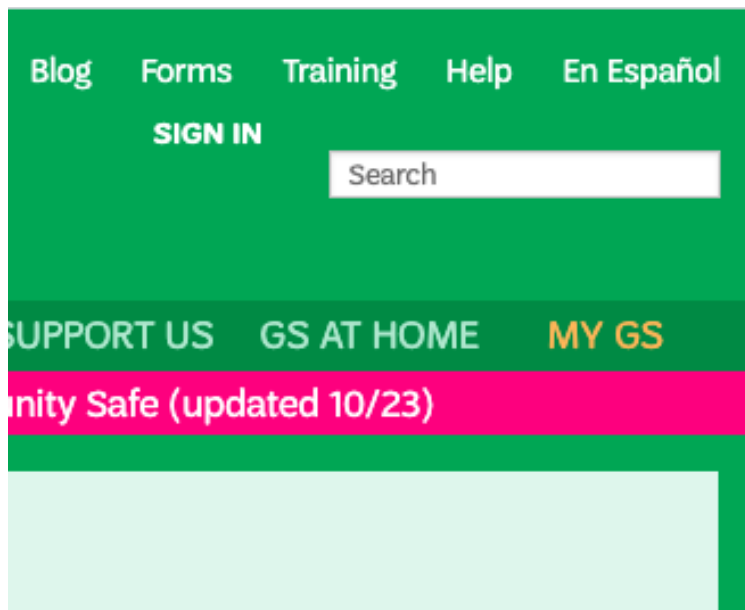 Blog Forms Training Help En Español
SIGN IN
Search
SUPPORT US GS AT HOME MY GS
Safe (updated 10/23)